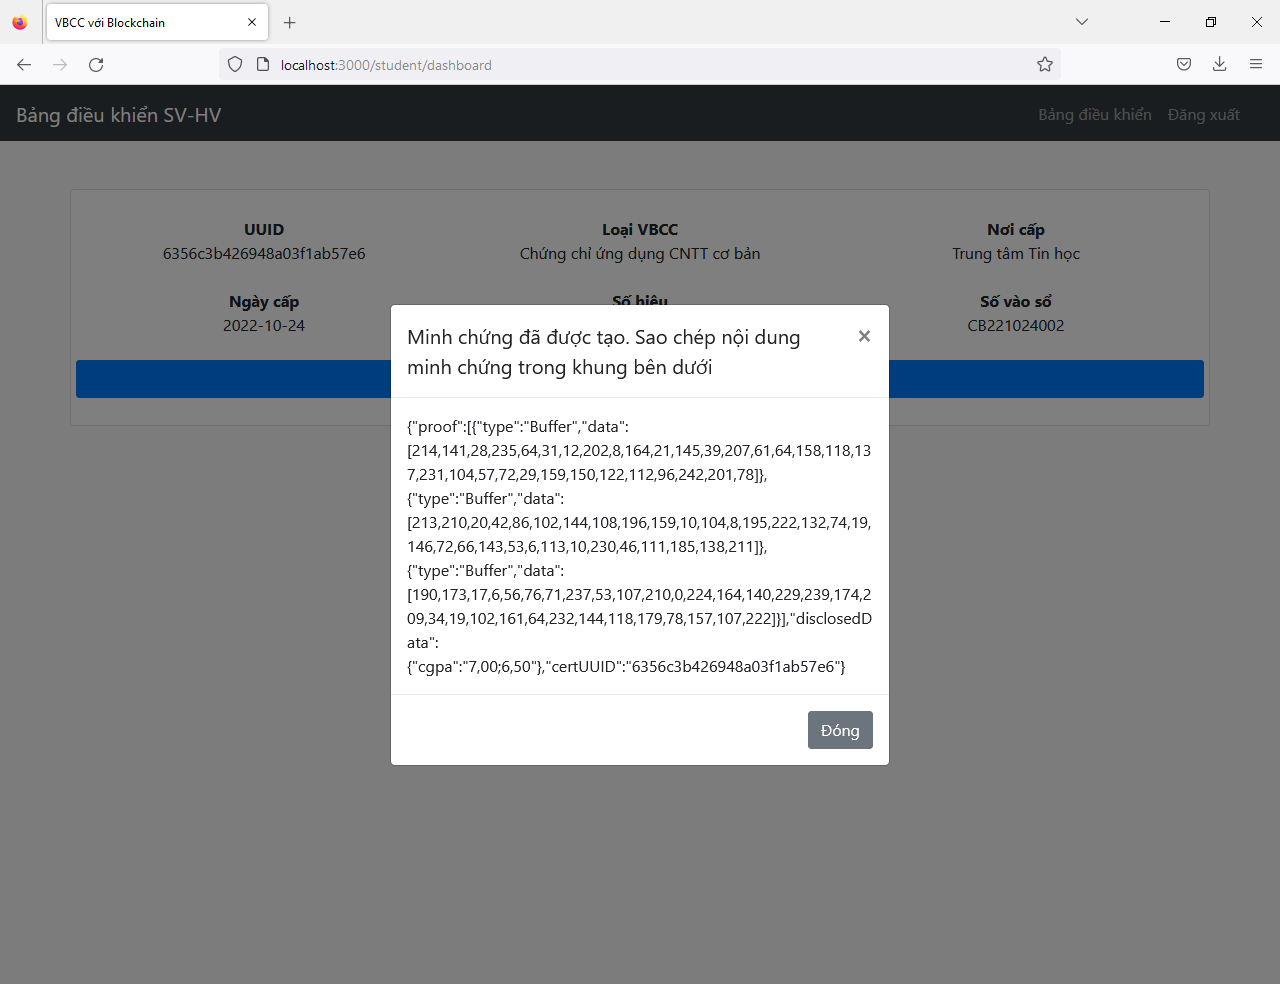 VBCC với Blockchain
localhost:3000/student/dashboard
Bảng điều khiển SV-HV
Bảng điều khiển
Đăng xuất
UUID
Loại VBCC
Nơi cấp
6356c3b426948a03f1ab57e6
Chứng chỉ ứng dụng CNTT cơ bản
Trung tâm Tin học
Ngày cấp
Số hiệu
Số vào sổ
2022-10-24
CB221024002
Minh chứng đã được tạo. Sao chép nội dung
minh chứng trong khung bên dưới
×
{"proof":[{"type":"Buffer","data":
[214,141,28,235,64,31,12,202,8,164,21,145,39,207,61,64,158,118,13
7,231,104,57,72,29,159,150,122,112,96,242,201,78]},
{"type":"Buffer","data":
[213,210,20,42,86,102,144,108,196,159,10,104,8,195,222,132,74,19,
146,72,66,143,53,6,113,10,230,46,111,185,138,211]},
{"type":"Buffer","data":
[190,173,17,6,56,76,71,237,53,107,210,0,224,164,140,229,239,174,2
09,34,19,102,161,64,232,144,118,179,78,157,107,222]}],"disclosedD
ata":
{"cgpa":"7,00;6,50"},"certUUID":"6356c3b426948a03f1ab57e6"}
Đóng